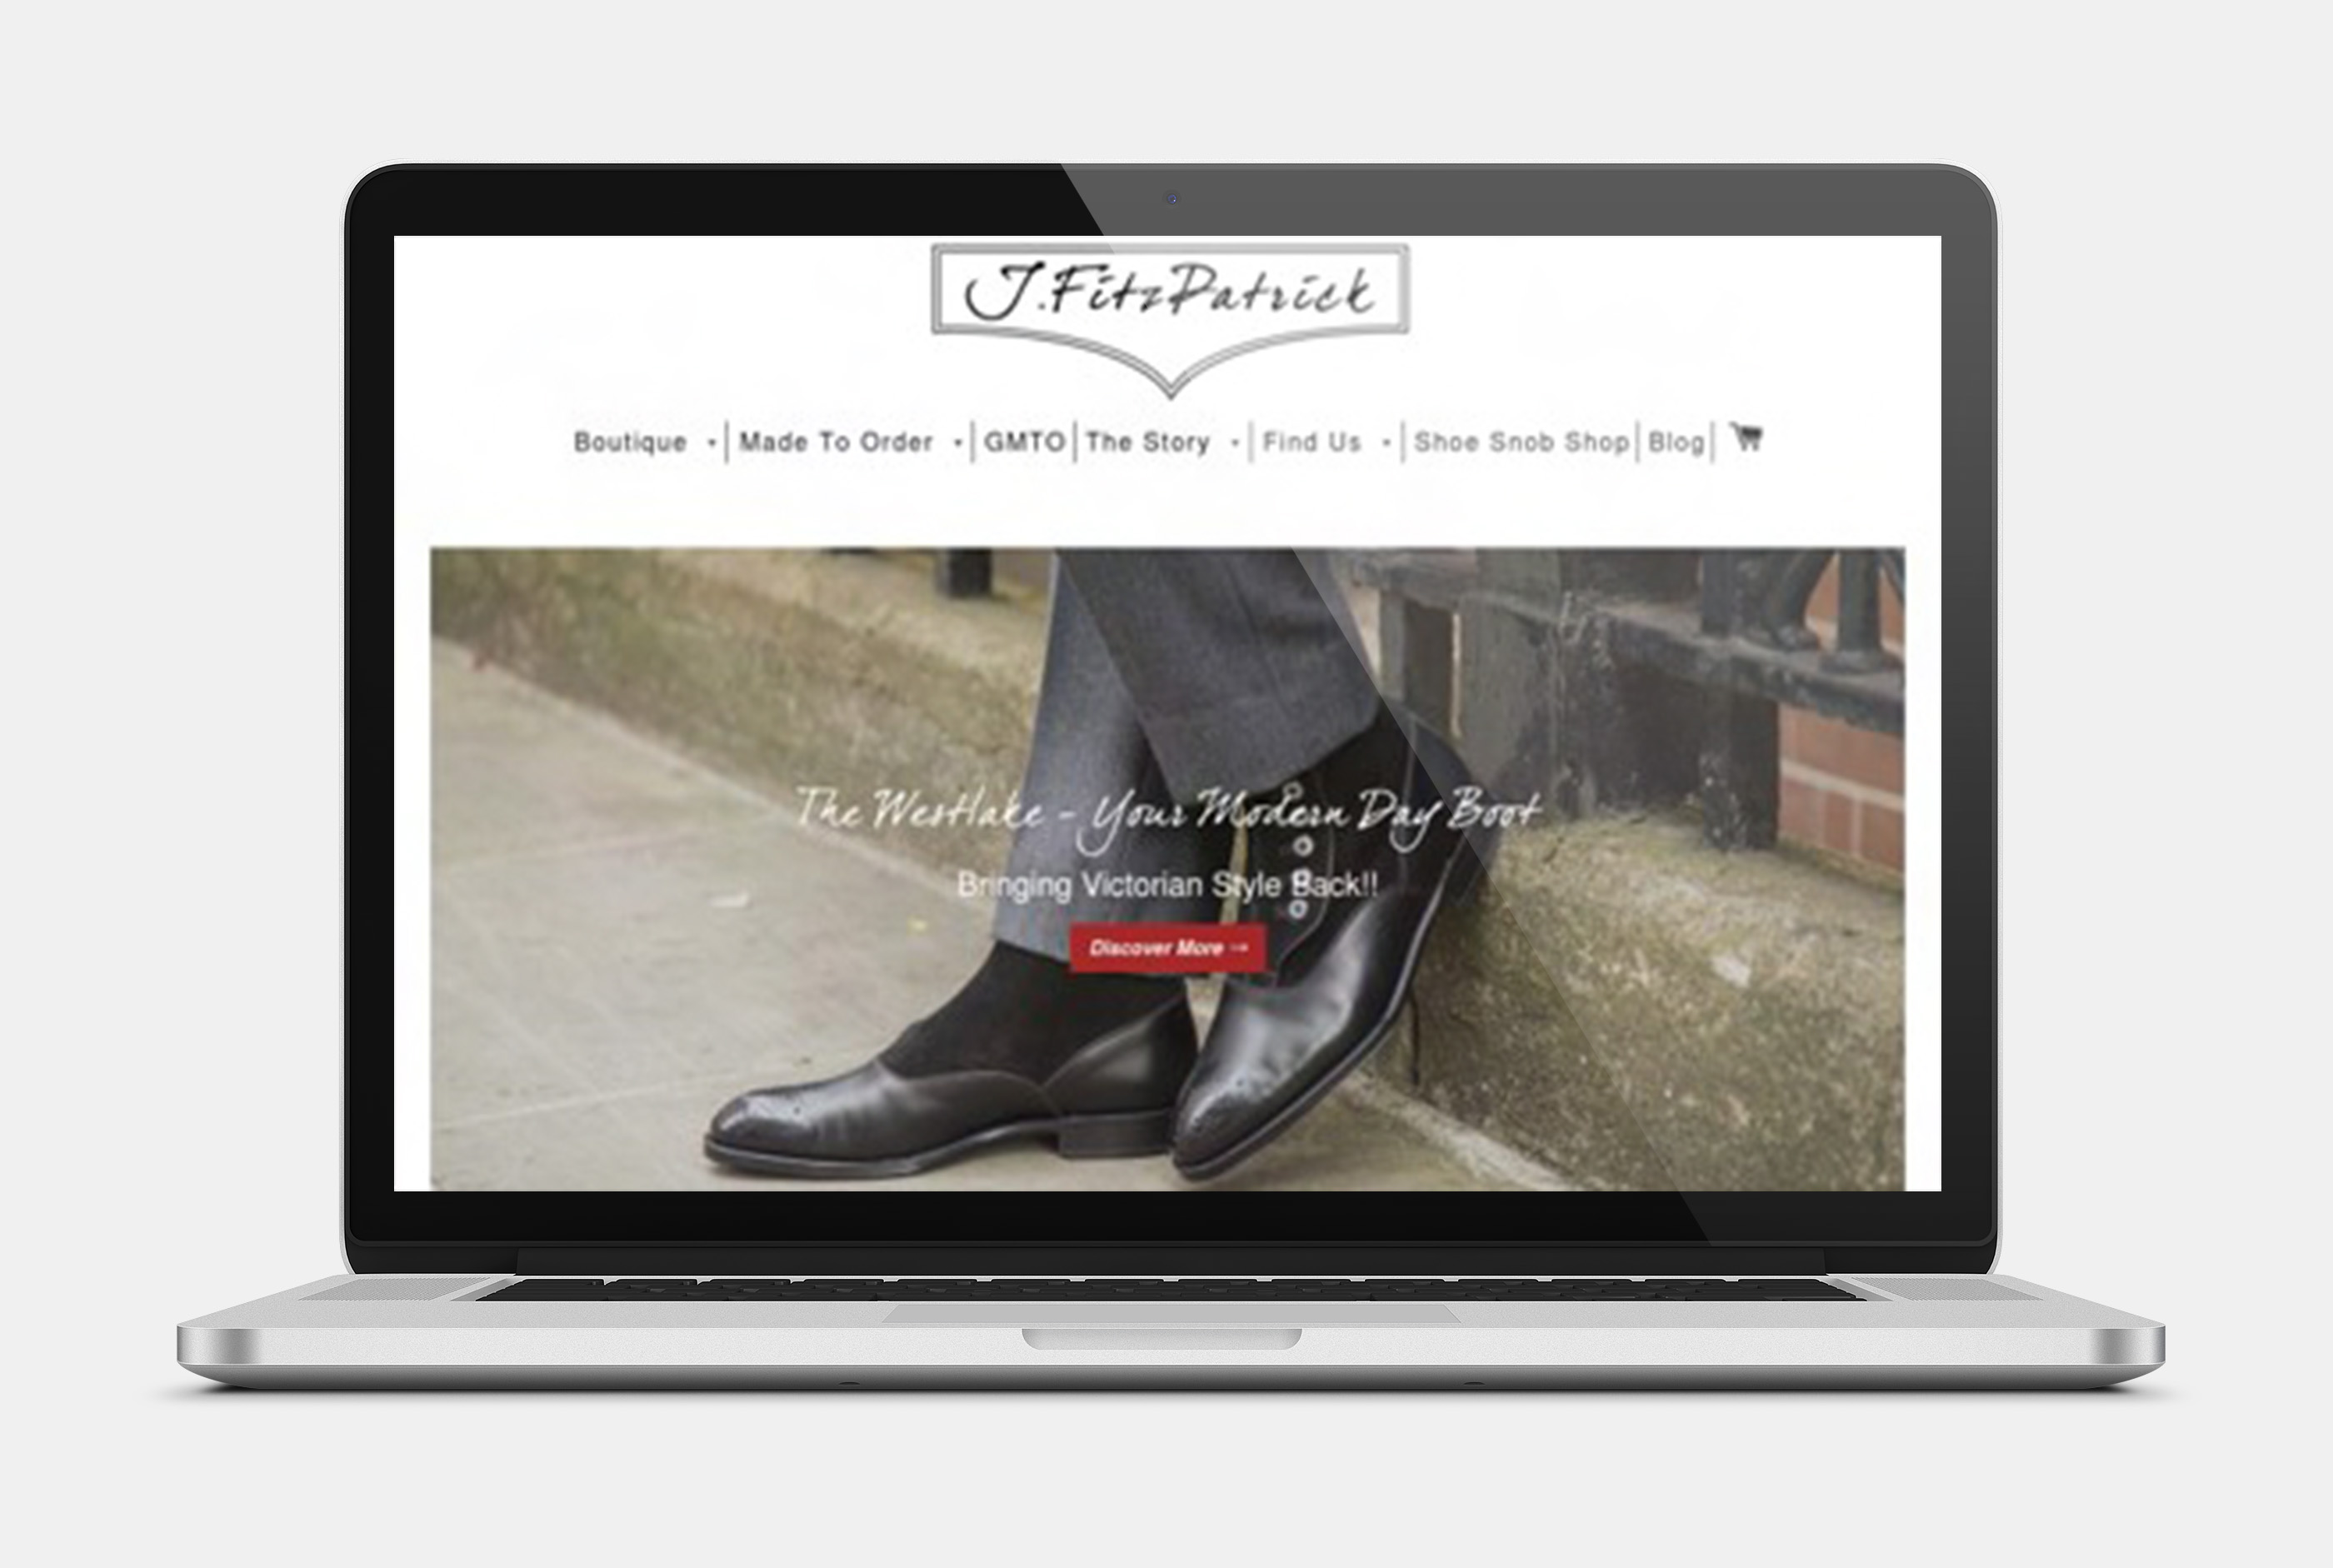 J.FitzPatrick
Boutique Made To Order GMTO The Story Find Us Shoe Snob Shop Blog
The Westlake - Your Modern Day Boot
Bringing Victorian Style Back!!
Discover More →